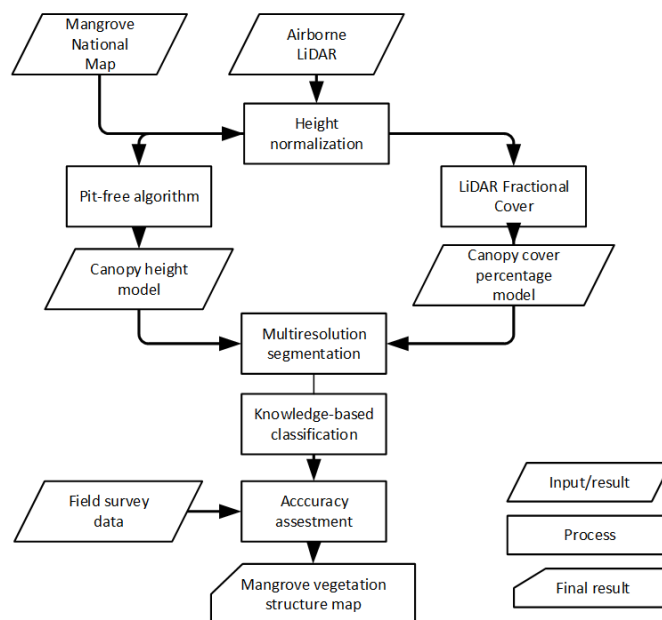 Mangrove
National
Map
Airborne
LiDAR
Height
normalization
Pit-free algorithm
LiDAR Fractional
Cover
Canopy height
model
Canopy cover
percentage
model
Multiresolution
segmentation
Knowledge-based
classification
Field survey
data
Acccuracy
assestment
Mangrove vegetation
structure map
Input/result
Process
Final result